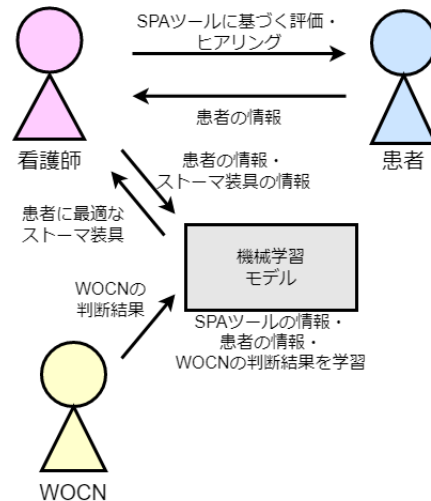 SPAツールに基づく評価・
ヒアリング
患者の情報
看護師
患者
患者の情報・
ストーマ装具の情報
患者に最適な
ストーマ装具
機械学習
モデル
WOCNの
判断結果
SPAツールの情報・
患者の情報・
WOCNの判断結果を学習
WOCN